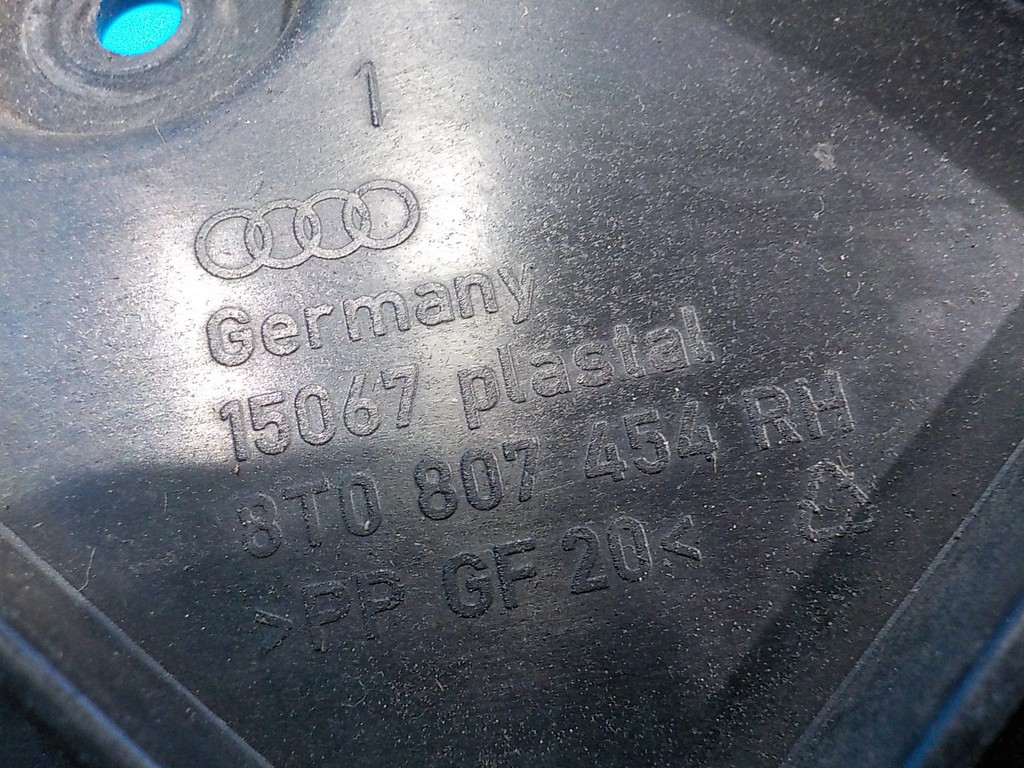 1
Germany
15067 plastal
8T0 807 454 RH
>PP GF 20<